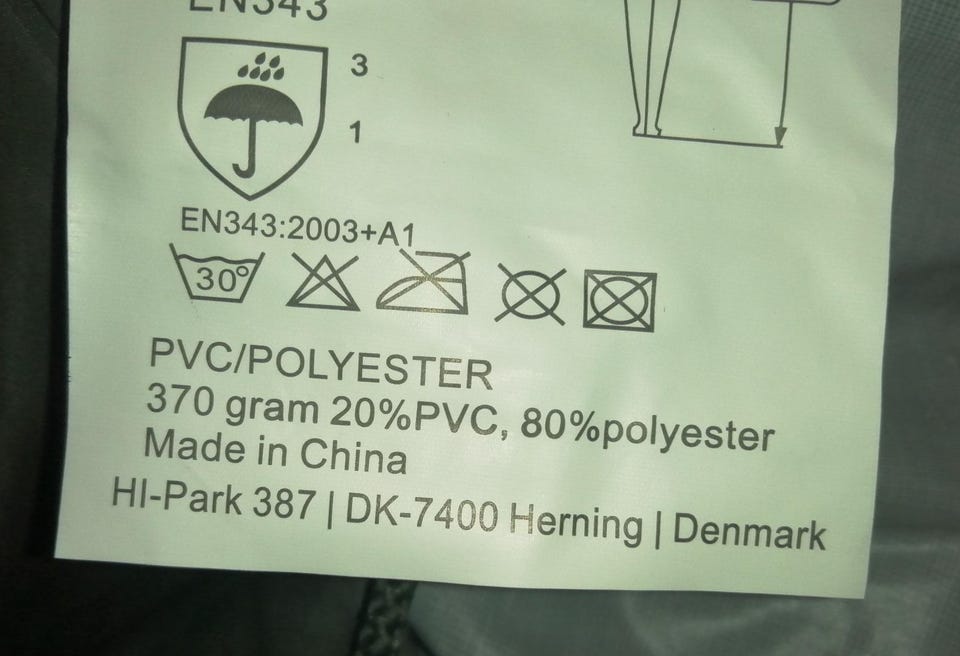 EN343
3
1
EN343:2003+A1
30°
PVC/POLYESTER
370 gram 20%PVC, 80%polyester
Made in China
HI-Park 387 | DK-7400 Herning | Denmark